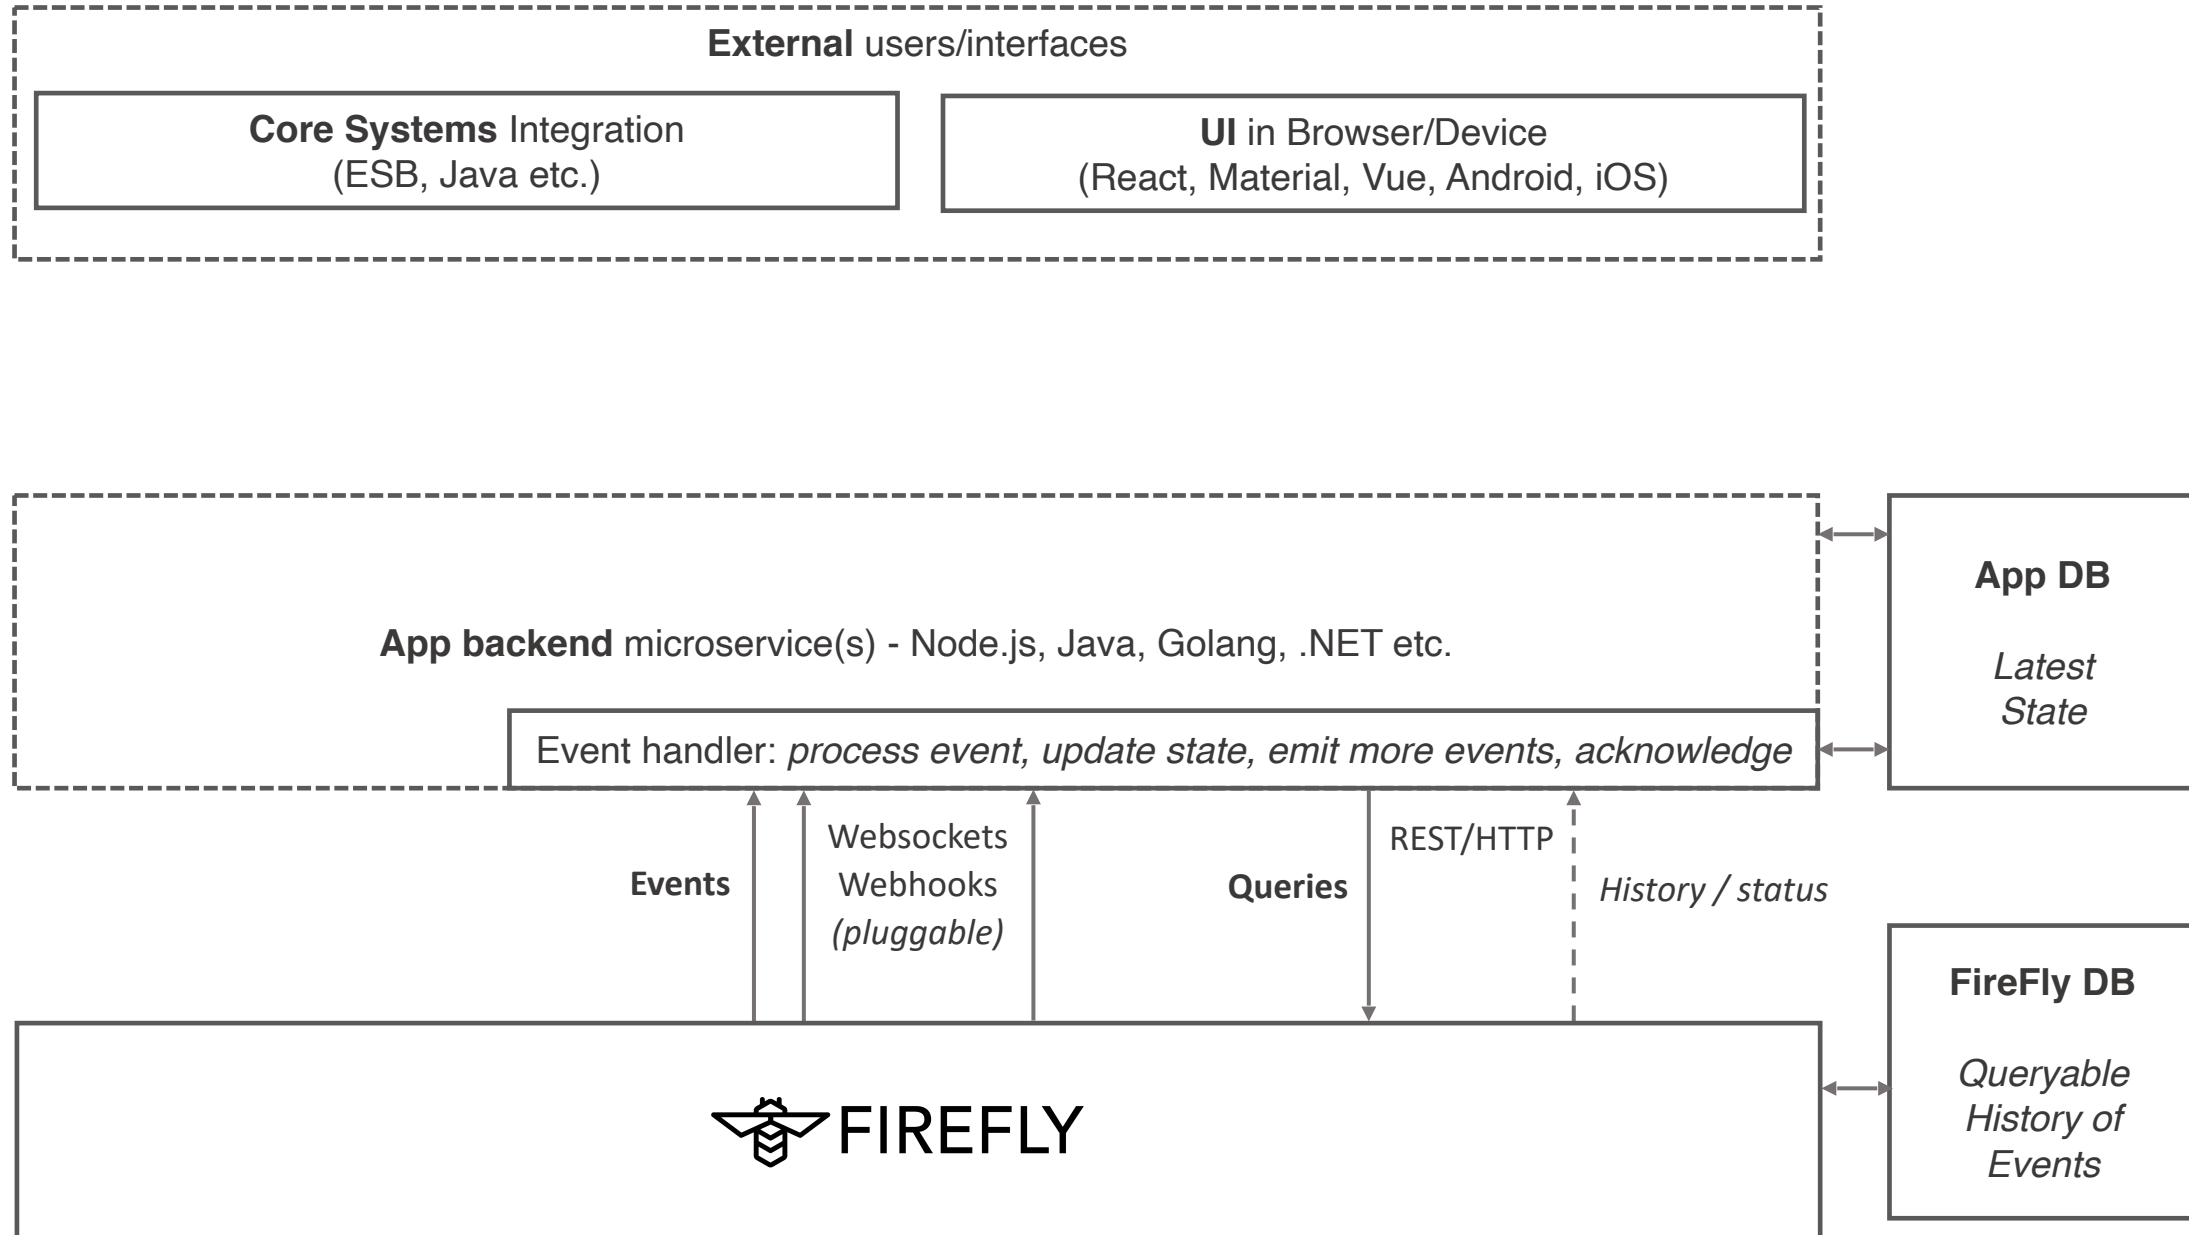 External users/interfaces
Core Systems Integration
(ESB, Java etc.)
UI in Browser/Device
(React, Material, Vue, Android, iOS)
App backend microservice(s) - Node.js, Java, Golang, .NET etc.
Event handler: process event, update state, emit more events, acknowledge
App DB
Latest
State
Events
Websockets
Webhooks
(pluggable)
Queries
REST/HTTP
History / status
FIREFLY
FireFly DB
Queryable
History of
Events